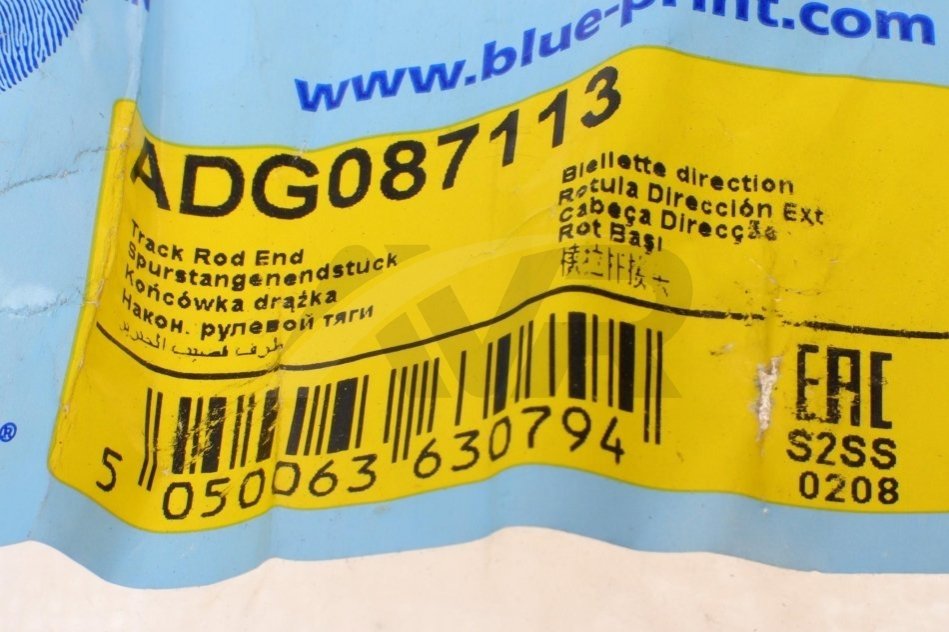 www.blue-print.com
ADG087113
Track Rod End
Spurstangenendstück
Końcówka drążka
Након. рулевой тяги
Biellette direction
Rotula Dirección Ext
Cabeça Direcção
Rot Başı
5 050063 630794
EAC
S2SS
0208
®